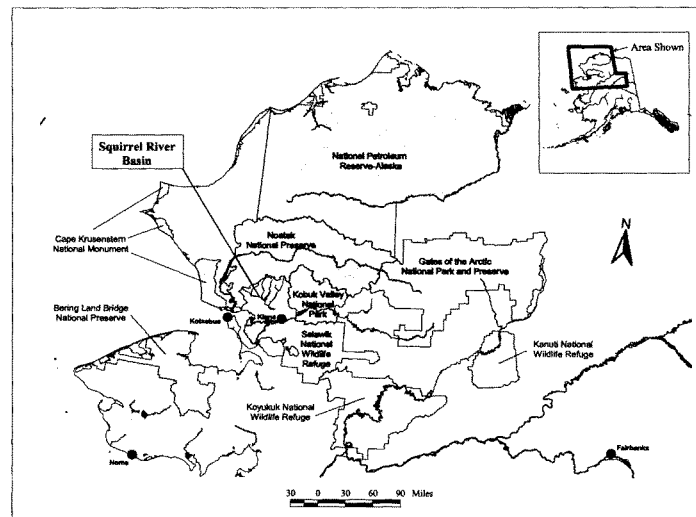 Area Shown
Squirrel River
Basin
National Petroleum
Reserve-Alaska
Cape Krusenstern
National Monument
Noatak
National Preserve
N
Gates of the Arctic
National Park and Preserve
Bering Land Bridge
National Preserve
Kotzebue
Kiana
Kobuk Valley
National
Park
Selawik
National
Wildlife
Refuge
Kanuti National
Wildlife Refuge
Koyukuk National
Wildlife Refuge
Nome
Fairbanks
30 0 30 60 90 Miles